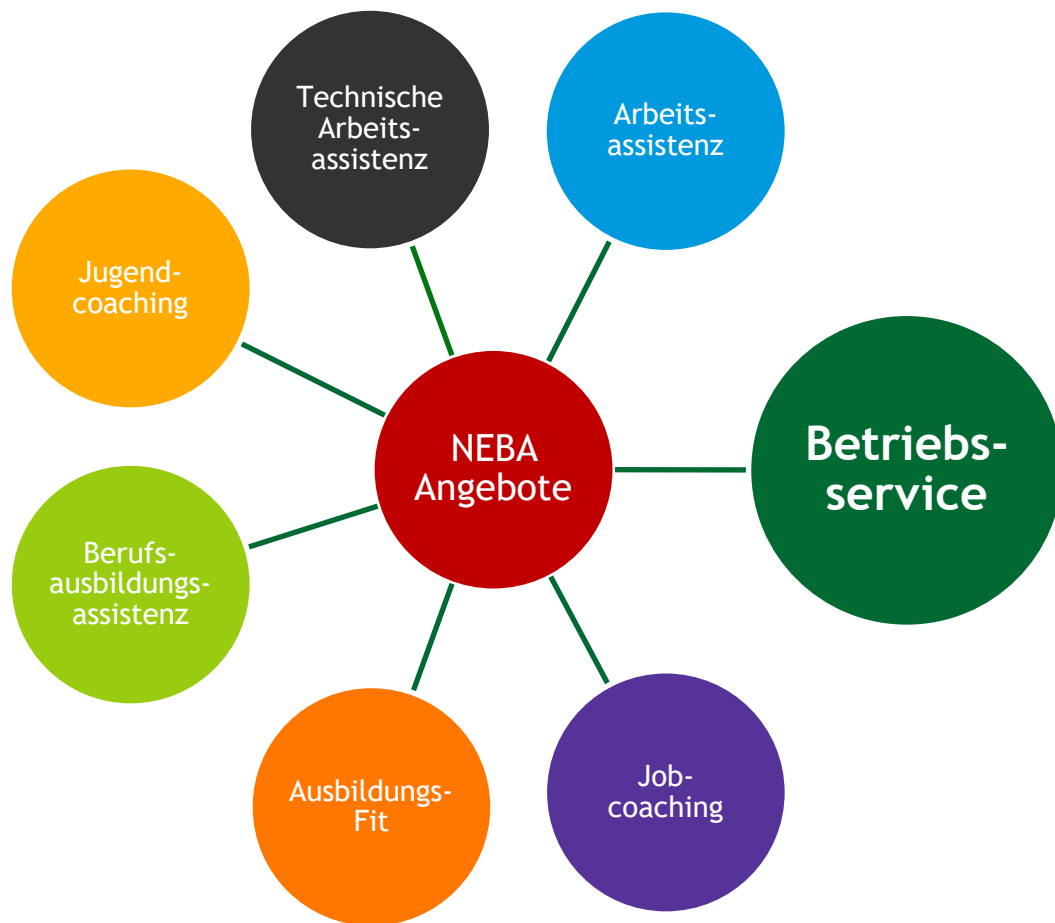 Technische
Arbeits-
assistenz
Arbeits-
assistenz
Jugend-
coaching
NEBA
Angebote
Betriebs-
service
Berufs-
ausbildungs-
assistenz
Ausbildungs-
Fit
Job-
coaching